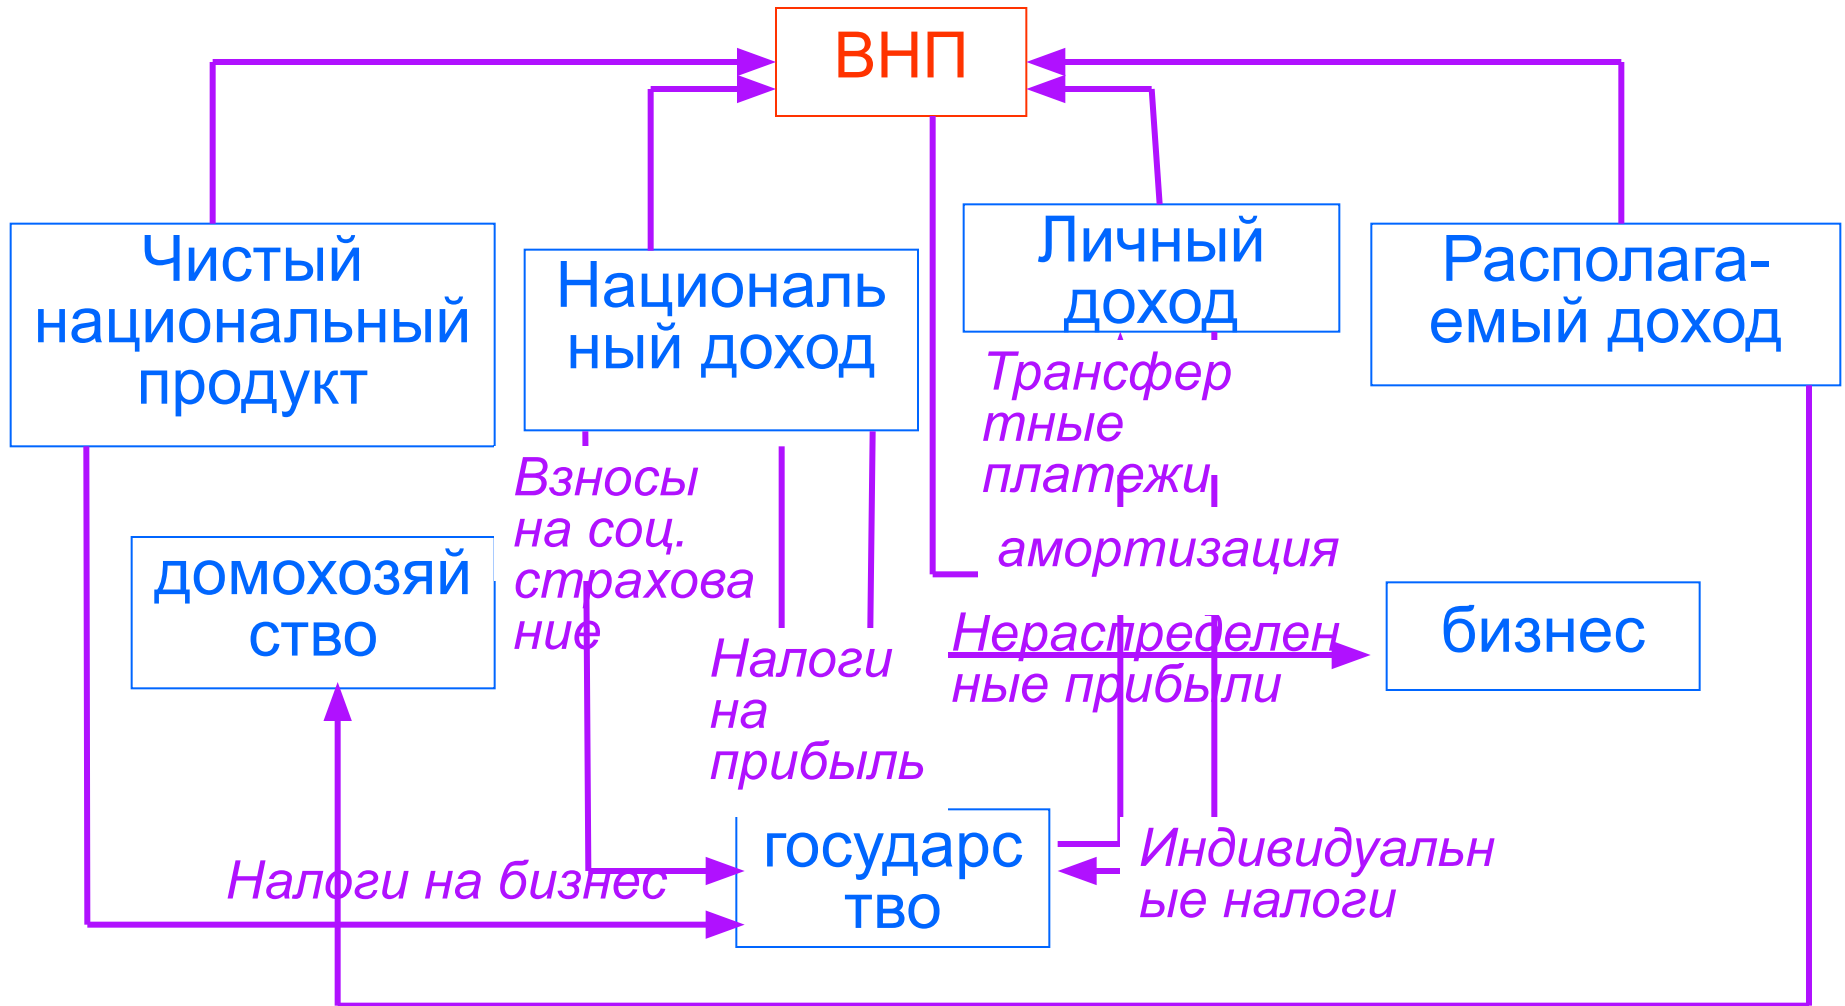 ВНП
Чистый
национальный
продукт
Националь
ный доход
Личный
доход
Располага-
емый доход
Трансфер
тные
платежи
Взносы
на соц.
страхова
ние
амортизация
домохозяй
ство
Налоги
на
прибыль
Нераспределен
ные прибыли
бизнес
Налоги на бизнес
государс
тво
Индивидуальн
ые налоги